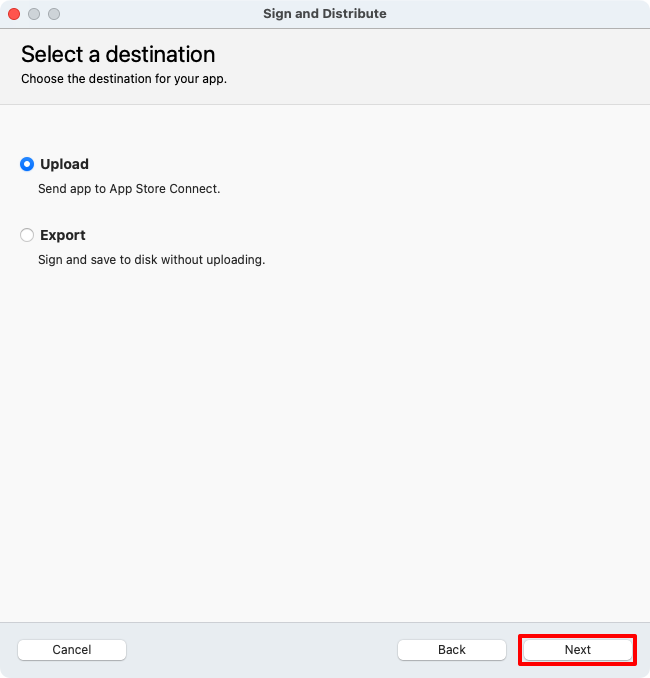 Sign and Distribute
Select a destination
Choose the destination for your app.
Upload
Send app to App Store Connect.
Export
Sign and save to disk without uploading.
Cancel
Back
Next